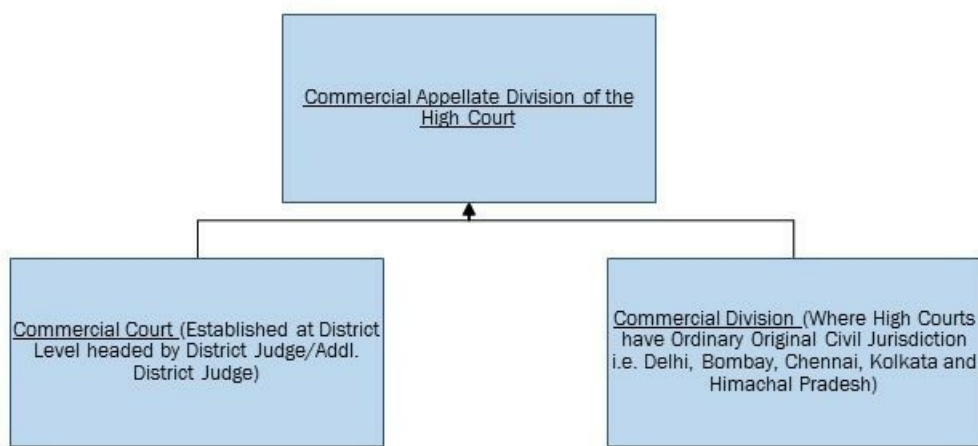 Commercial Appellate Division of the
High Court
Commercial Court (Established at District
Level headed by District Judge/Addl.
District Judge)
Commercial Division (Where High Courts
have Ordinary Original Civil Jurisdiction
i.e. Delhi, Bombay, Chennai, Kolkata and
Himachal Pradesh)